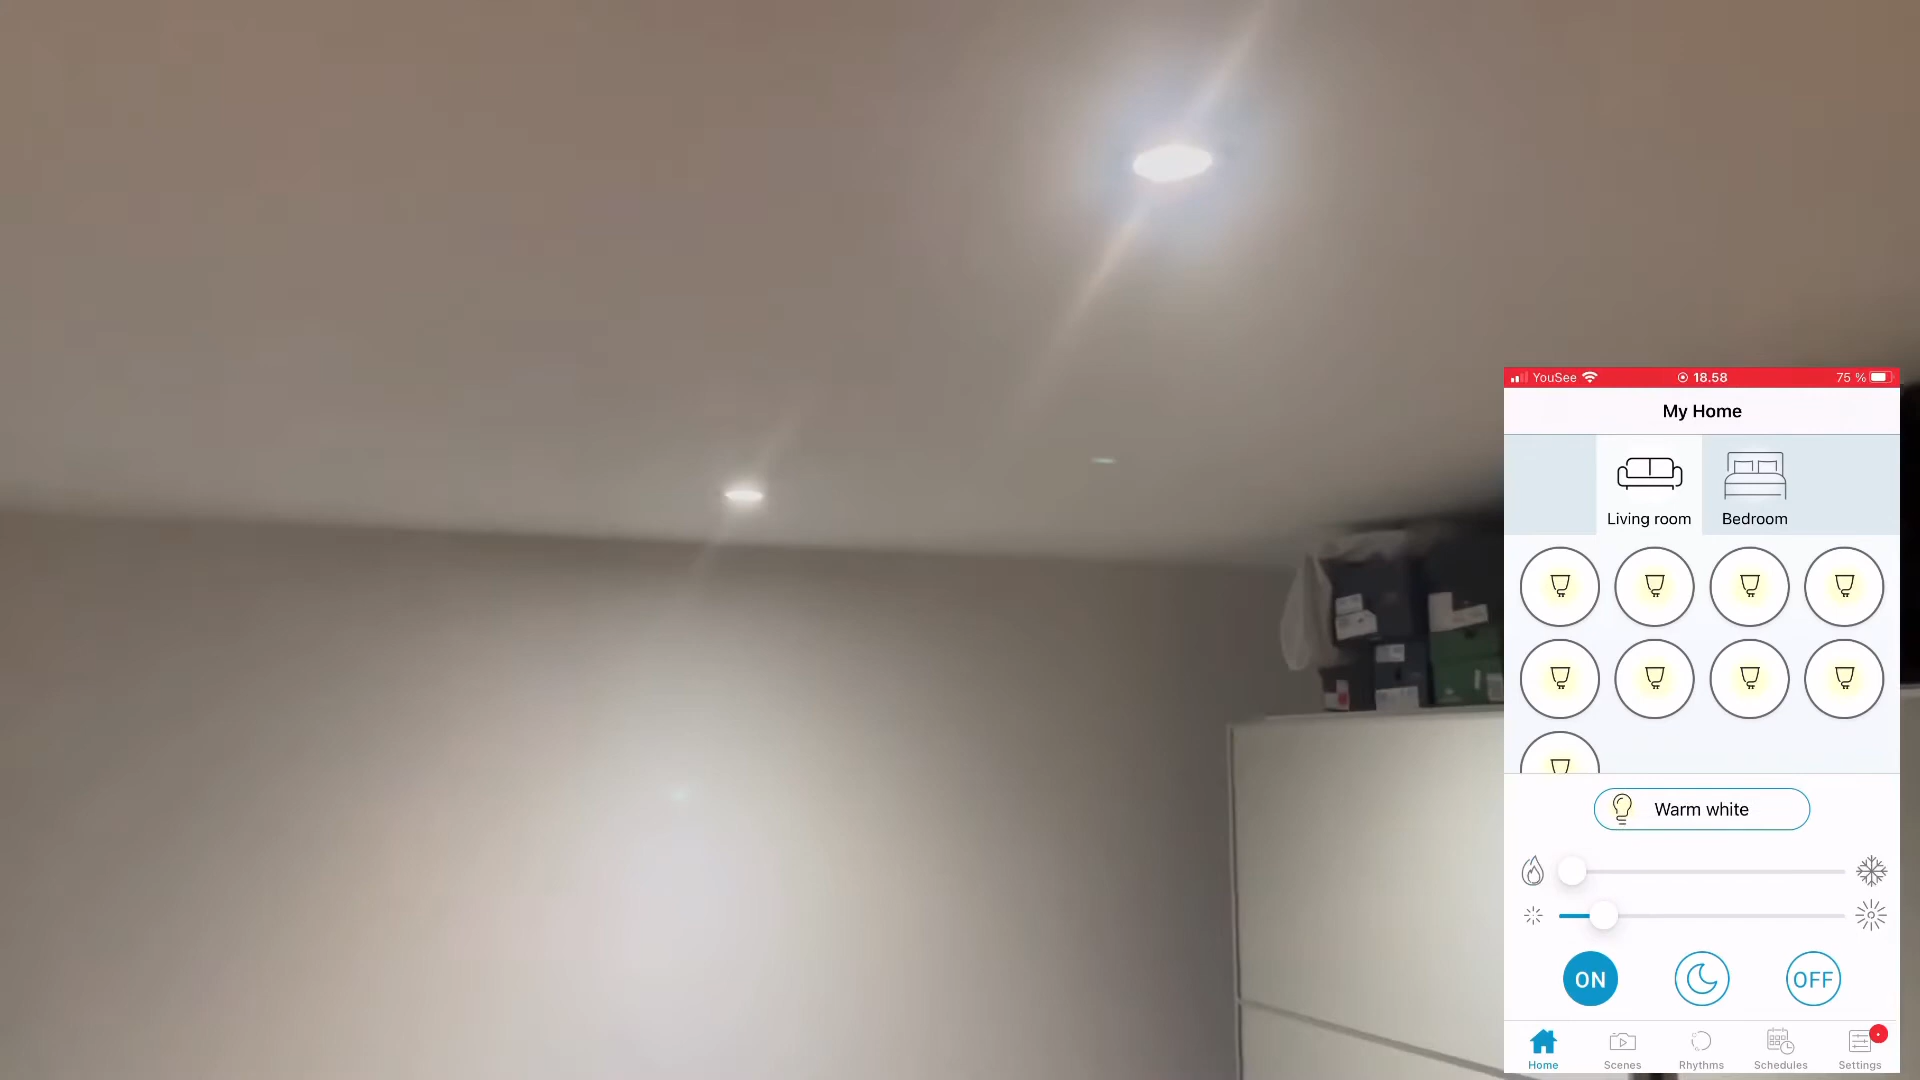 YouSee 18.58 75 %
My Home
Living room Bedroom
Warm white
ON OFF
Home Scenes Rhythms Schedules Settings